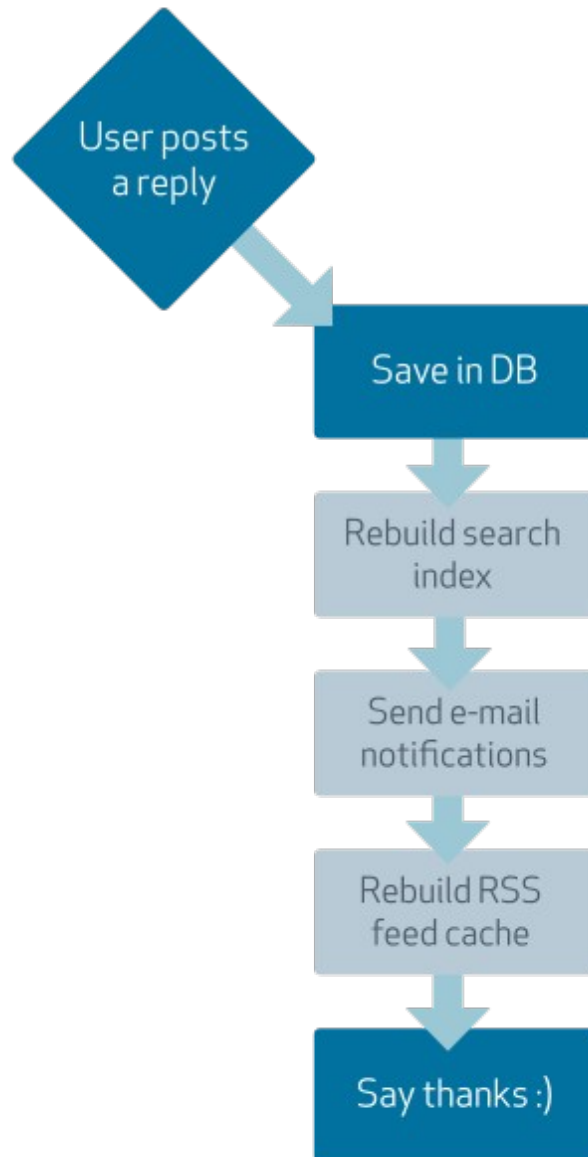 User posts
a reply
Save in DB
Rebuild search
index
Send e-mail
notifications
Rebuild RSS
feed cache
Say thanks :)